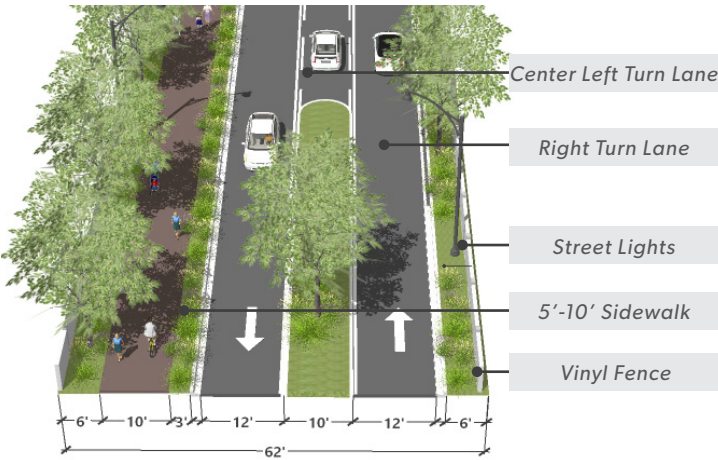 Center Left Turn Lane
Right Turn Lane
Street Lights
5'-10' Sidewalk
Vinyl Fence
6' 10' 3' 12' 10' 12' 6'
62'